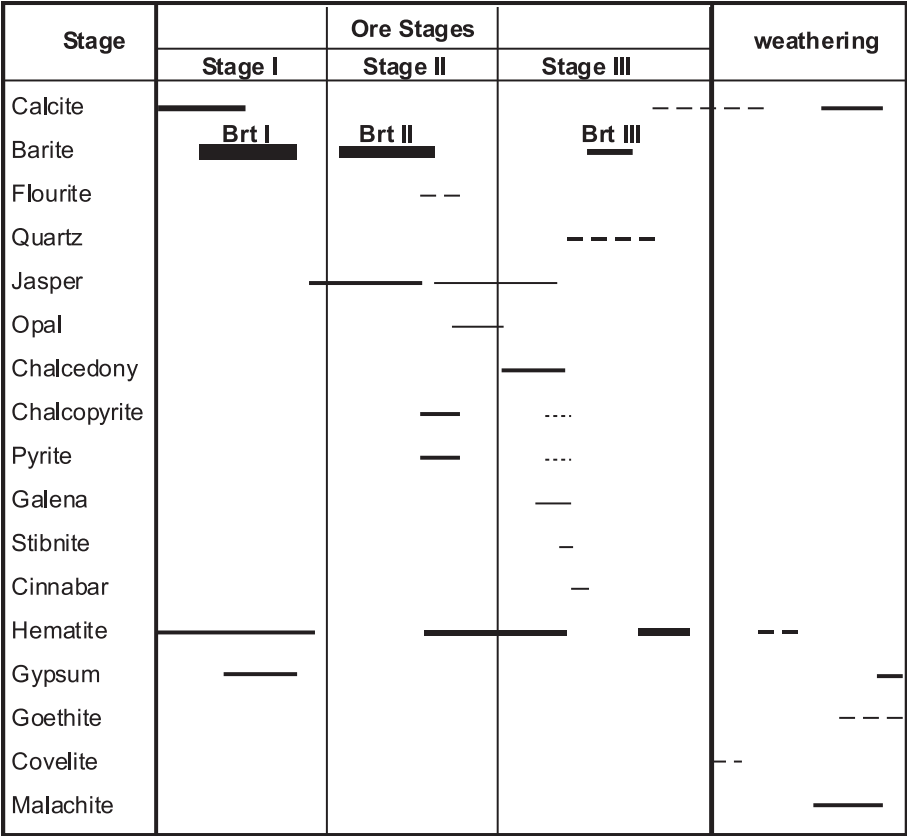 Stage
Ore Stages
weathering
Stage I
Stage II
Stage III
Calcite
Brt I
Brt II
Brt III
Barite
Flourite
Quartz
Jasper
Opal
Chalcedony
Chalcopyrite
Pyrite
Galena
Stibnite
Cinnabar
Hematite
Gypsum
Goethite
Covelite
Malachite